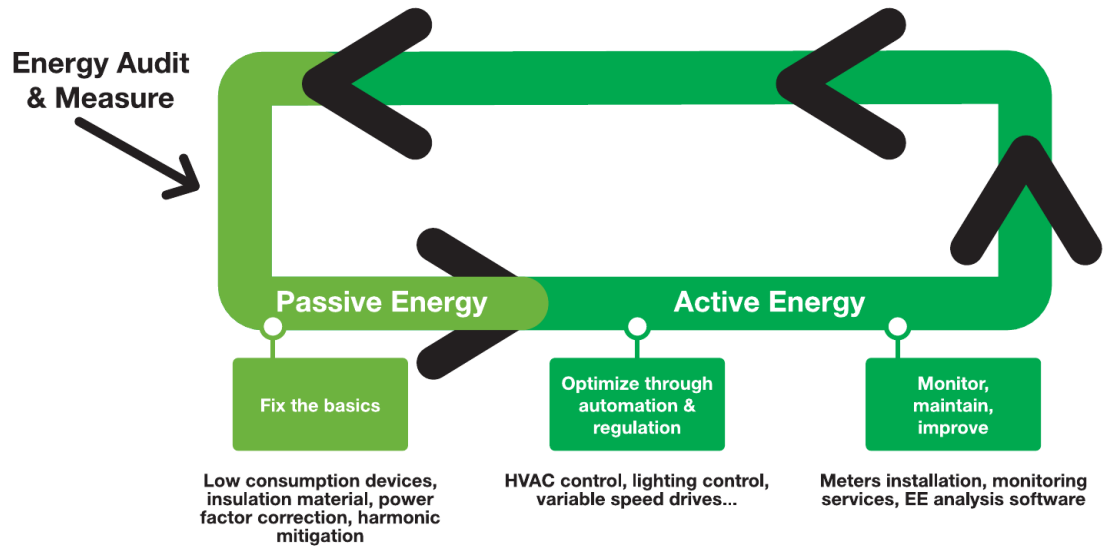 Energy Audit
& Measure
Passive Energy
Active Energy
Fix the basics
Optimize through
automation &
regulation
Monitor,
maintain,
improve
Low consumption devices,
insulation material, power
factor correction, harmonic
mitigation
HVAC control, lighting control,
variable speed drives...
Meters installation, monitoring
services, EE analysis software